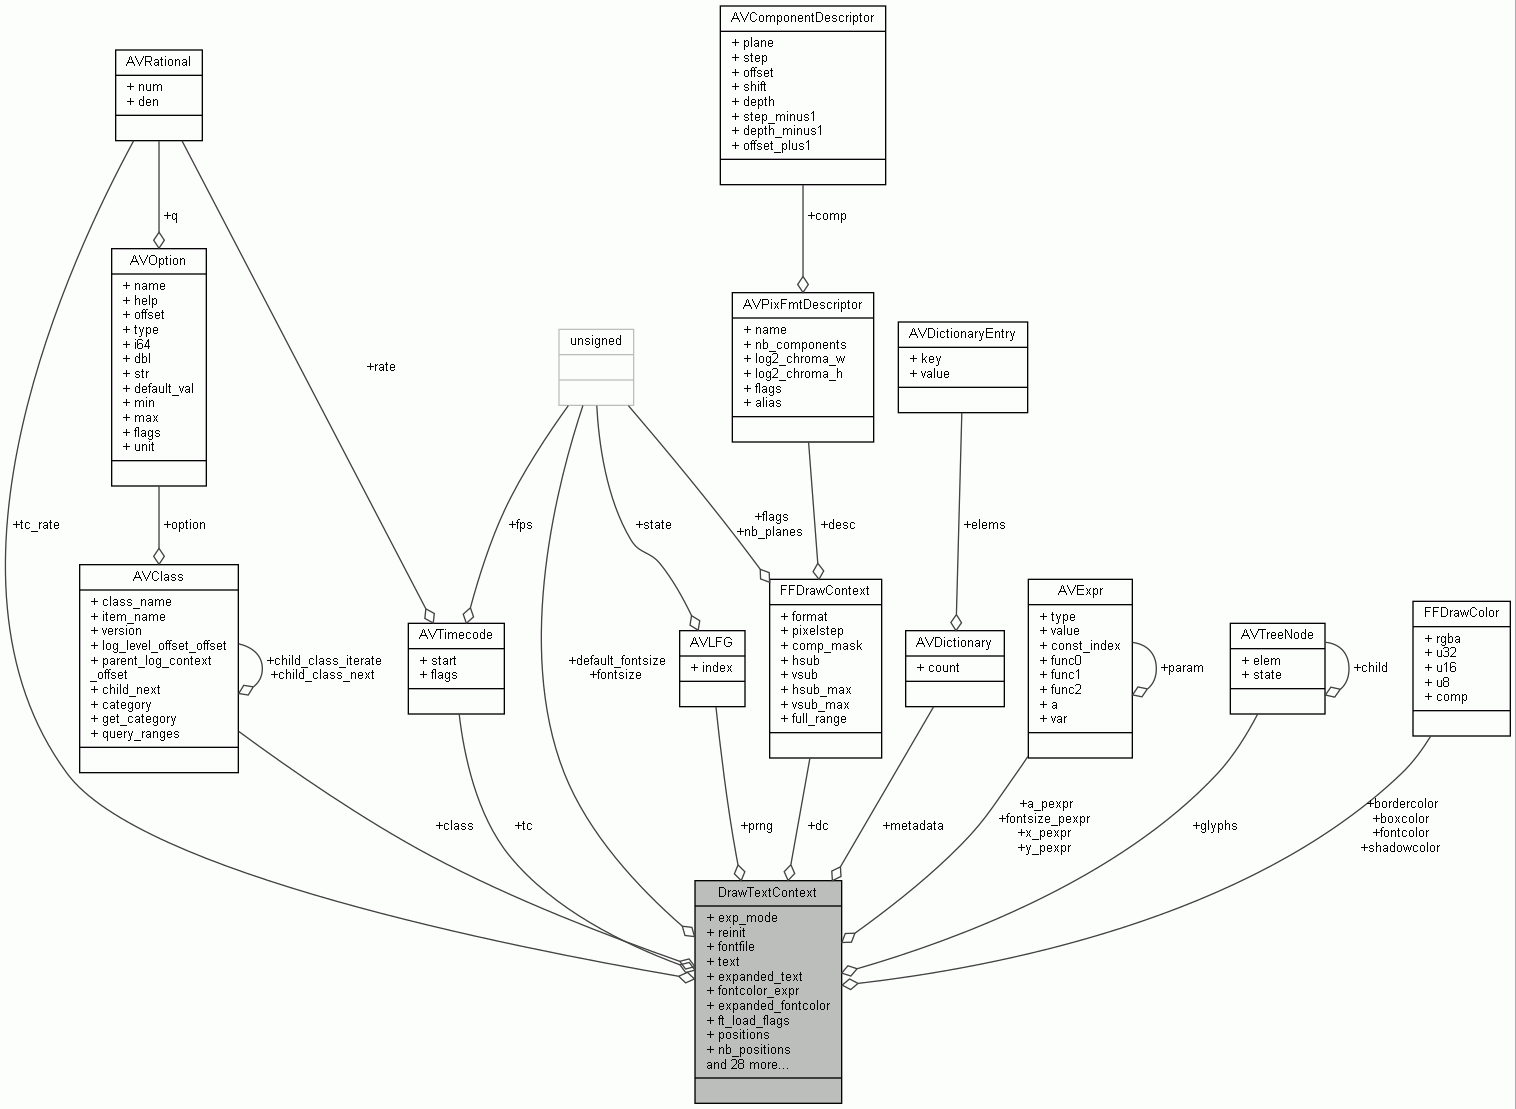 AVComponentDescriptor
+ plane
+ step
+ offset
+ shift
+ depth
+ step_minus1
+ depth_minus1
+ offset_plus1
AVRational
+ num
+ den
+q
+comp
AVOption
+ name
+ help
+ offset
+ type
+ i64
+ dbl
+ str
+ default_val
+ min
+ max
+ flags
+ unit
+rate
unsigned
AVPixFmtDescriptor
+ name
+ nb_components
+ log2_chroma_w
+ log2_chroma_h
+ flags
+ alias
AVDictionaryEntry
+ key
+ value
+tc_rate
+option
+fps
+state
+flags
+nb_planes
+desc
+elems
AVClass
+ class_name
+ item_name
+ version
+ log_level_offset_offset
+ parent_log_context
_offset
+ child_next
+ category
+ get_category
+ query_ranges
+child_class_iterate
+child_class_next
AVTimecode
+ start
+ flags
+default_fontsize
+fontsize
AVLFG
+ index
FFDrawContext
+ format
+ pixelstep
+ comp_mask
+ hsub
+ vsub
+ hsub_max
+ vsub_max
+ full_range
AVDictionary
+ count
AVExpr
+ type
+ value
+ const_index
+ func0
+ func1
+ func2
+ a
+ var
+param
AVTreeNode
+ elem
+ state
+child
FFDrawColor
+ rgba
+ u32
+ u16
+ u8
+ comp
+class
+tc
+prng
+dc
+metadata
+a_pexpr
+fontsize_pexpr
+x_pexpr
+y_pexpr
+glyphs
+bordercolor
+boxcolor
+fontcolor
+shadowcolor
DrawTextContext
+ exp_mode
+ reinit
+ fontfile
+ text
+ expanded_text
+ fontcolor_expr
+ expanded_fontcolor
+ ft_load_flags
+ positions
+ nb_positions
and 28 more...